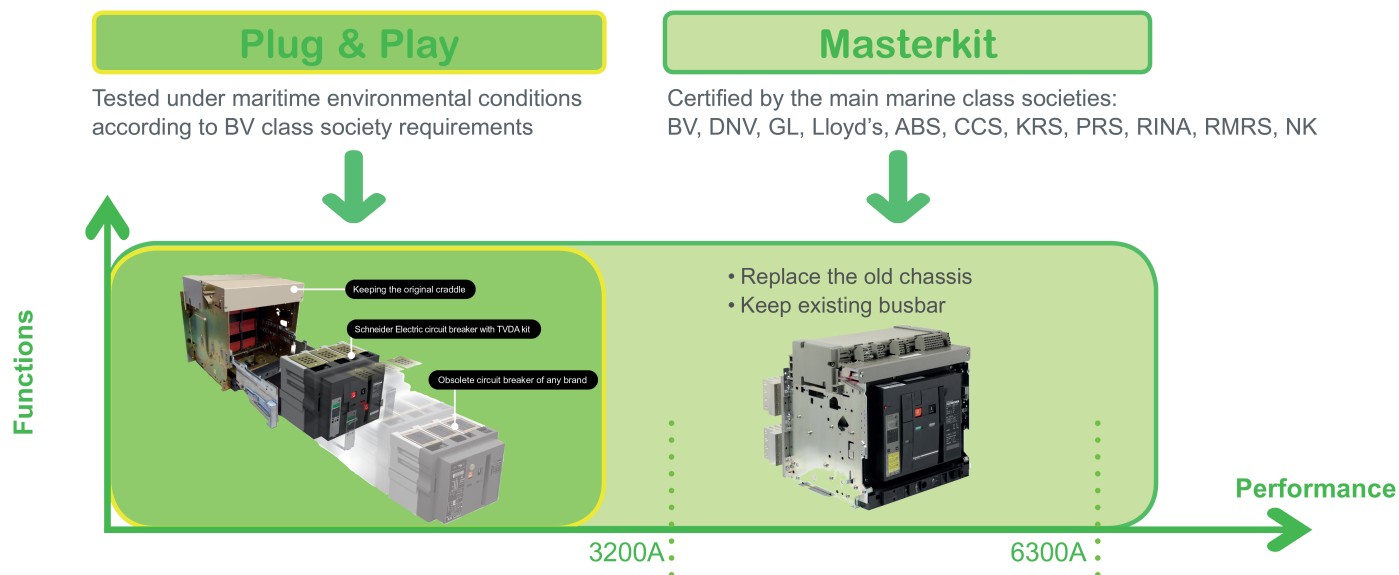 Plug & Play
Masterkit
Tested under maritime environmental conditions
according to BV class society requirements
Certified by the main marine class societies:
BV, DNV, GL, Lloyd's, ABS, CCS, KRS, PRS, RINA, RMRS, NK
Keeping the original craddle
Schneider Electric circuit breaker with TVDA kit
Obsolete circuit breaker of any brand
• Replace the old chassis
• Keep existing busbar
Functions
Performance
3200A
6300A